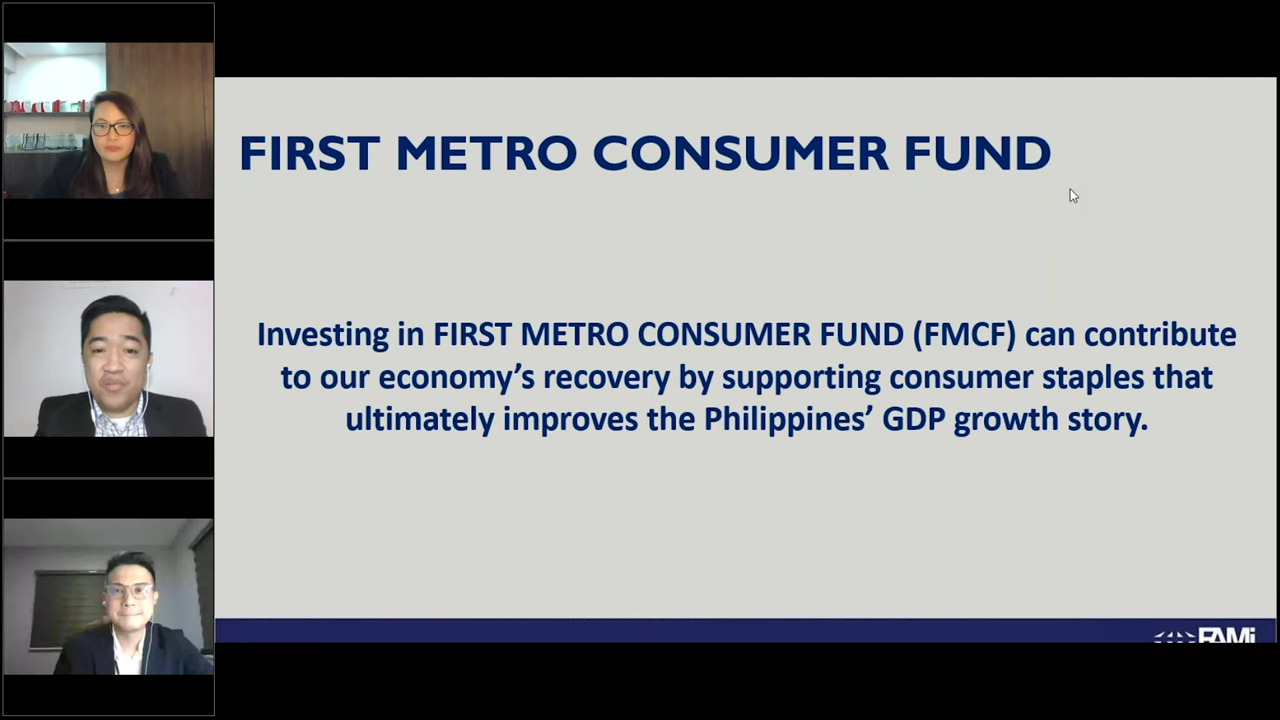 FIRST METRO CONSUMER FUND
Investing in FIRST METRO CONSUMER FUND (FMCF) can contribute
to our economy’s recovery by supporting consumer staples that
ultimately improves the Philippines’ GDP growth story.
FAMi